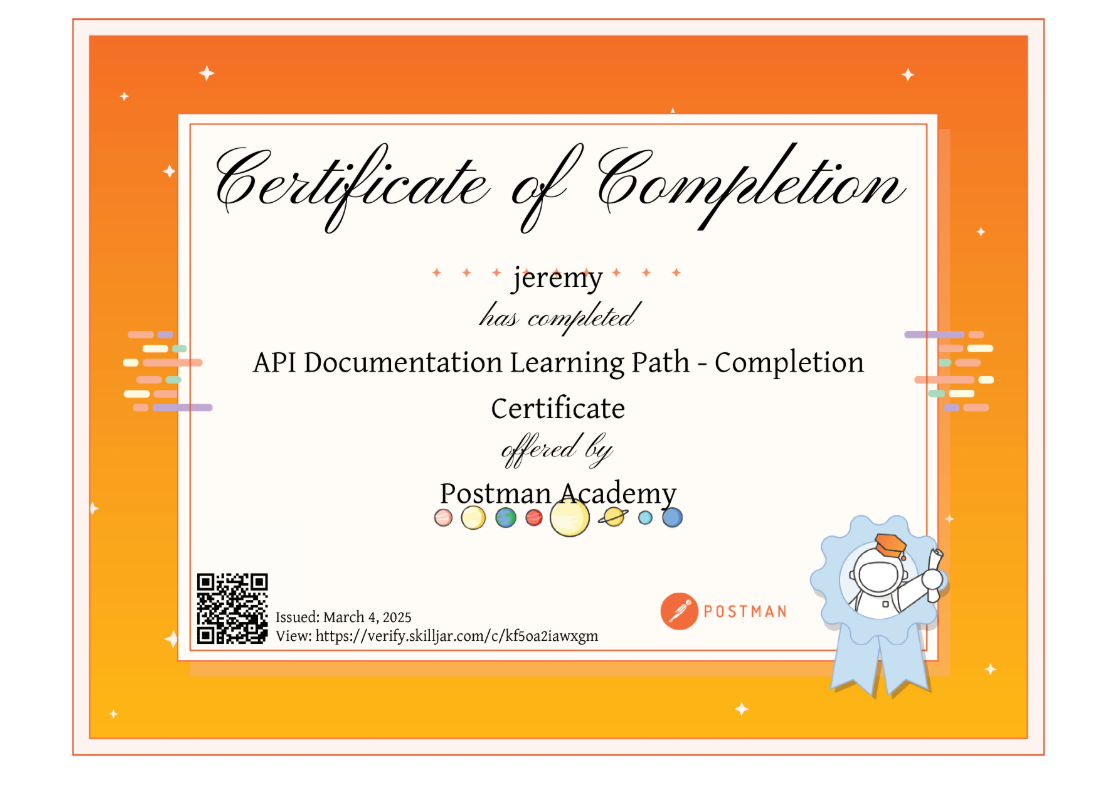 Certificate of Completion
jeremy
has completed
API Documentation Learning Path - Completion
Certificate
offered by
Postman Academy
Issued: March 4, 2025
View: https://verify.skilljar.com/c/kf5oa2iawxgm
POSTMAN